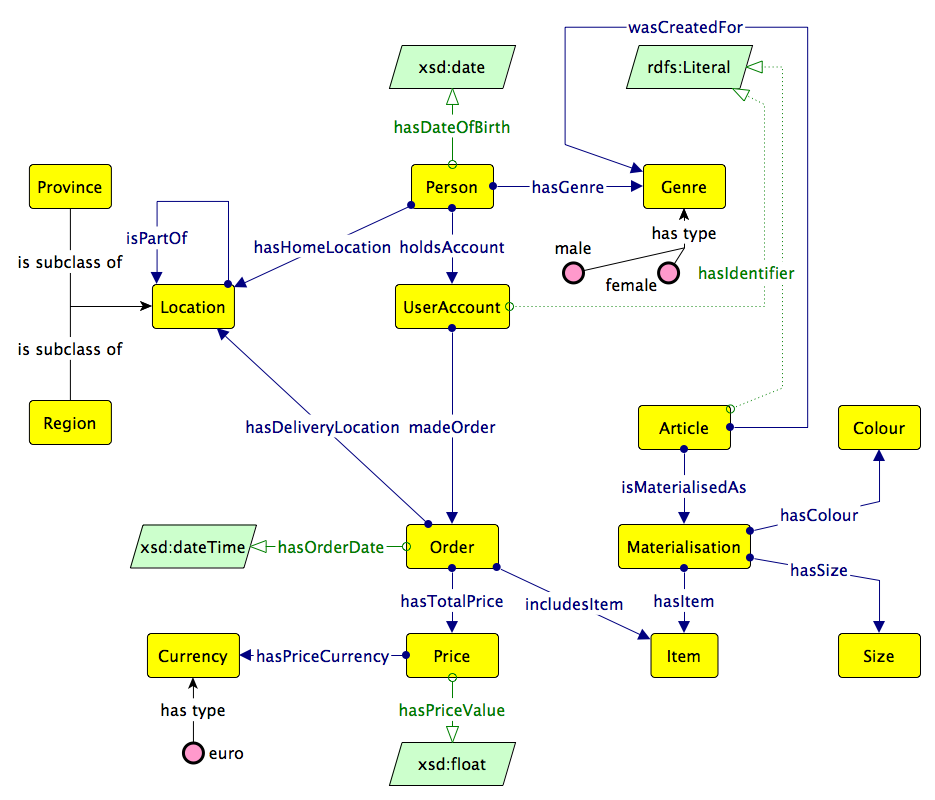 wasCreatedFor
xsd:date
rdfs:Literal
hasDateOfBirth
Province
Person
hasGenre
Genre
isPartOf
hasHomeLocation
holdsAccount
has type
male
is subclass of
female
hasIdentifier
Location
UserAccount
is subclass of
Region
hasDeliveryLocation
madeOrder
Article
Colour
isMaterialisedAs
hasColour
xsd:dateTime
hasOrderDate
Order
Materialisation
hasSize
hasTotalPrice
includesItem
hasItem
Currency
hasPriceCurrency
Price
Item
Size
has type
hasPriceValue
euro
xsd:float